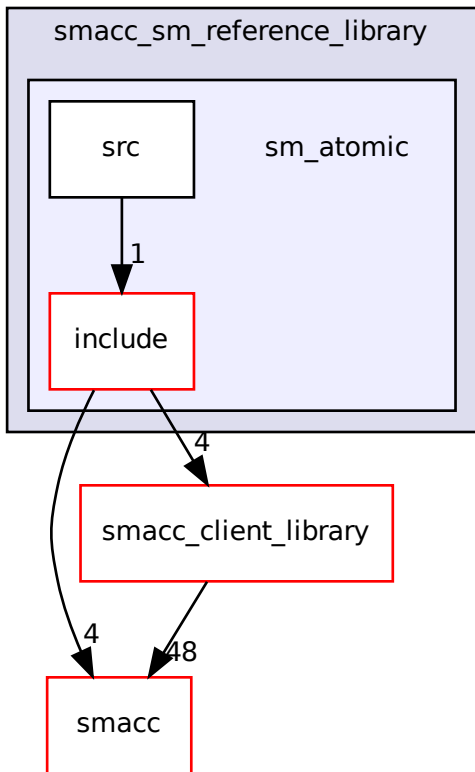 smacc_sm_reference_library
src
sm_atomic
1
include
4
smacc_client_library
4
48
smacc